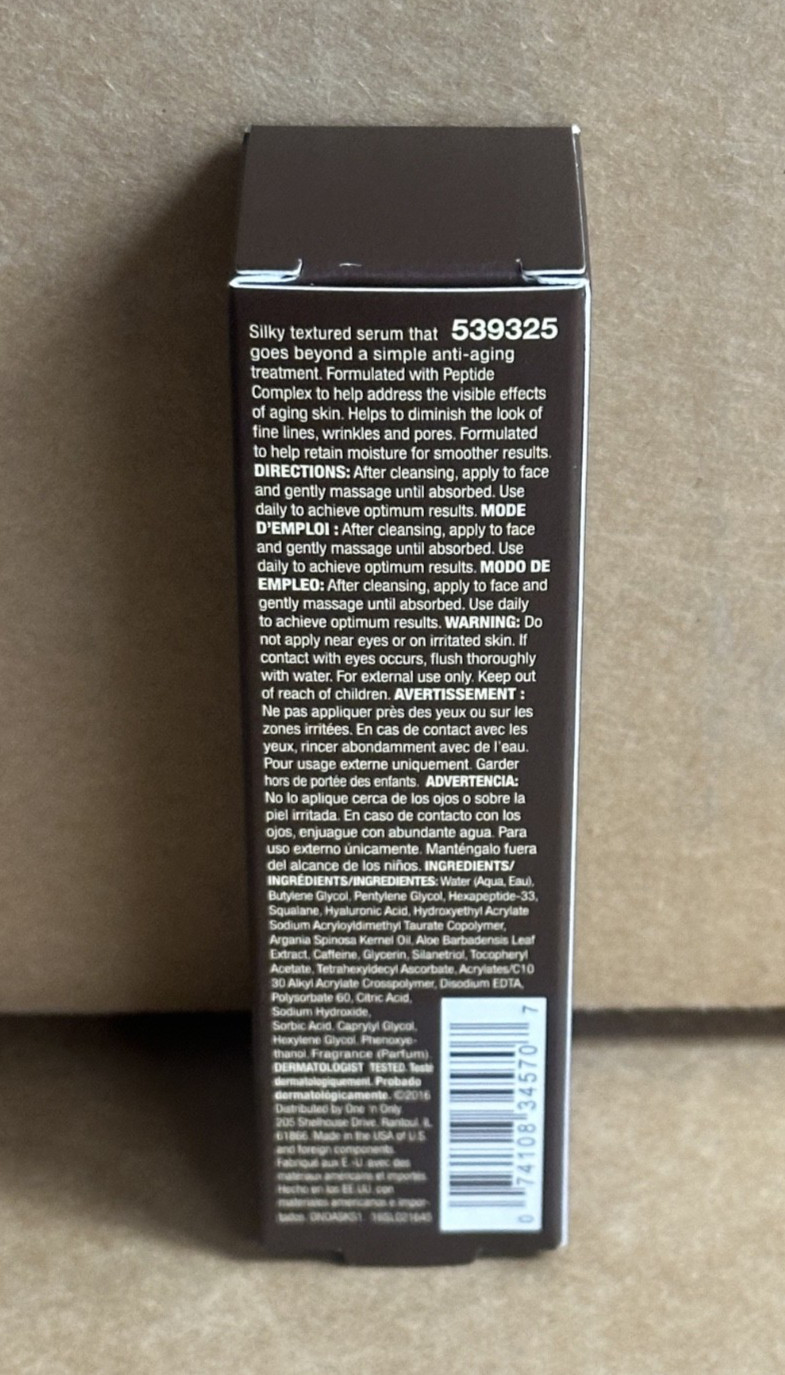 Silky textured serum that 539325
goes beyond a simple anti-aging
treatment. Formulated with Peptide
Complex to help address the visible effects
of aging skin. Helps to diminish the look of
fine lines, wrinkles and pores. Formulated
to help retain moisture for smoother results.
DIRECTIONS: After cleansing, apply to face
and gently massage until absorbed. Use
daily to achieve optimum results. MODE
D'EMPLOI : After cleansing, apply to face
and gently massage until absorbed. Use
daily to achieve optimum results. MODO DE
EMPLEO: After cleansing, apply to face and
gently massage until absorbed. Use daily
to achieve optimum results. WARNING: Do
not apply near eyes or on irritated skin. If
contact with eyes occurs, flush thoroughly
with water. For external use only. Keep out
of reach of children. AVERTISSEMENT :
Ne pas appliquer près des yeux ou sur les
zones irritées. En cas de contact avec les
yeux, rincer abondamment avec de l'eau.
Pour usage externe uniquement. Garder
hors de portée des enfants. ADVERTENCIA:
No lo aplique cerca de los ojos o sobre la
piel irritada. En caso de contacto con los
ojos, enjuague con abundante agua. Para
uso externo únicamente. Manténgalo fuera
del alcance de los niños. INGREDIENTS/
INGRÉDIENTS/INGREDIENTES: Water (Aqua, Eau),
Butylene Glycol, Pentylene Glycol, Hexapeptide-33,
Squalane, Hyaluronic Acid, Hydroxyethyl Acrylate
Sodium Acryloyldimethyl Taurate Copolymer,
Argania Spinosa Kernel Oil, Aloe Barbadensis Leaf
Extract, Caffeine, Glycerin, Silanetriol, Tocopheryl
Acetate, Tetrahexyldecyl Ascorbate, Acrylates/C10
30 Alkyl Acrylate Crosspolymer, Disodium EDTA,
Polysorbate 60, Citric Acid,
Sodium Hydroxide,
Sorbic Acid, Caprylyl Glycol,
Hexylene Glycol, Phenoxye-
thanol, Fragrance (Parfum).
DERMATOLOGIST TESTED. Testé
dermatologiquement. Probado
dermatológicamente. ©2016
Distributed by One 'n Only
205 Shelhouse Drive, Rantoul, IL
61866. Made in the USA of U.S.
and foreign components.
Fabriqué aux É.-U. avec des
matériaux américains et importés.
Hecho en los EE.UU. con
materiales americanos e impor-
tados.
0 74108 34570 7